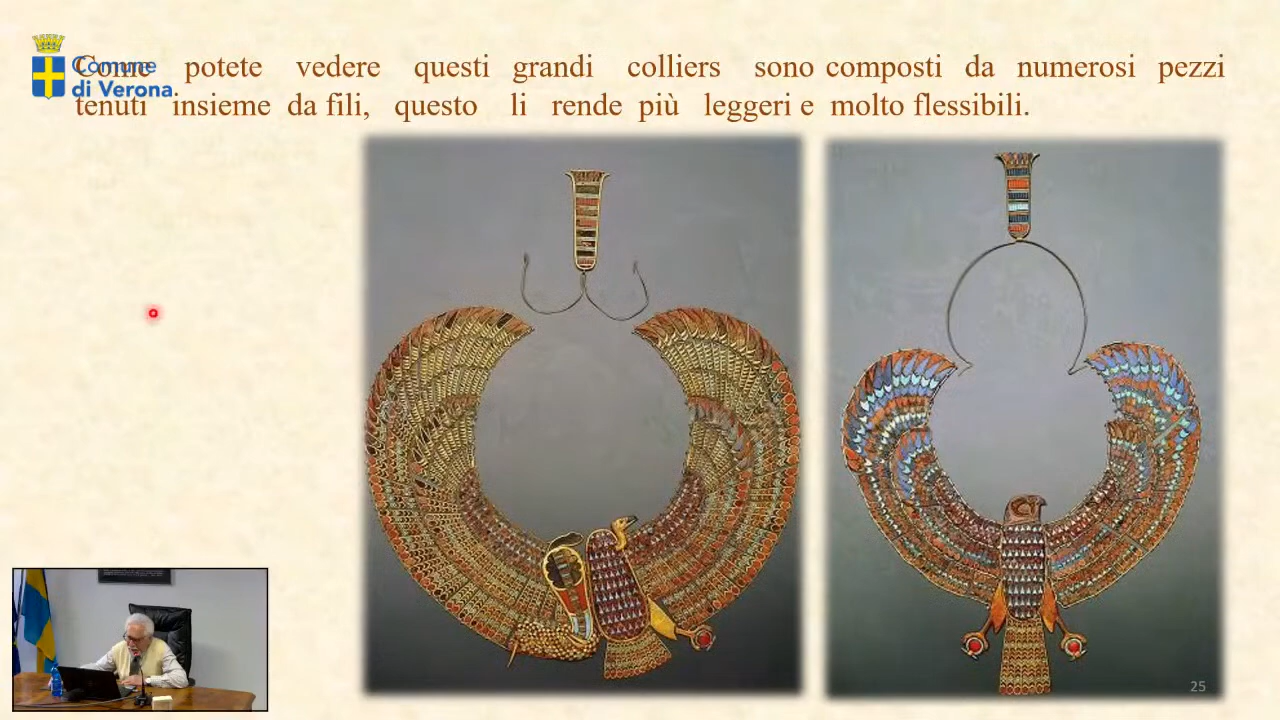 Comune
di Verona
Come potete vedere questi grandi colliers sono composti da numerosi pezzi
tenuti insieme da fili, questo li rende più leggeri e molto flessibili.
25